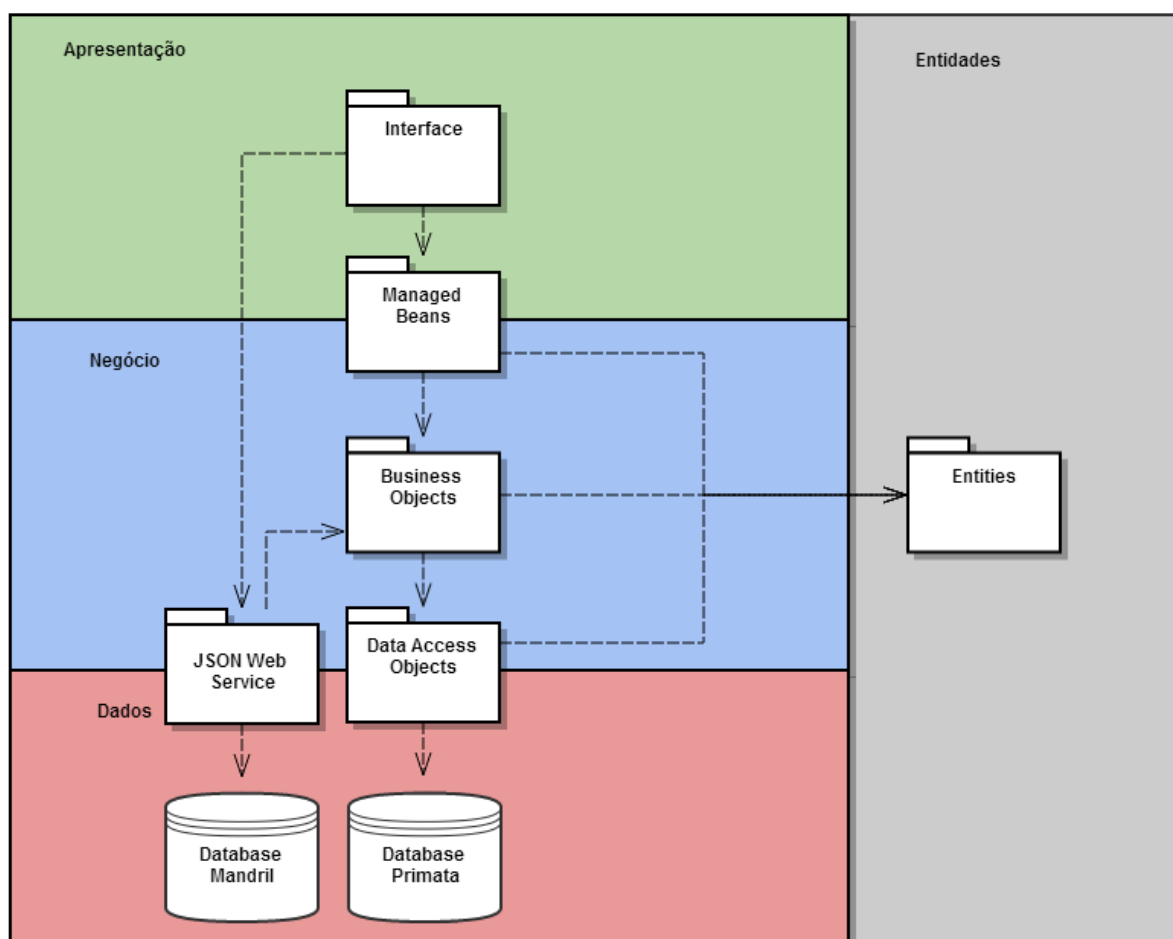 Apresentação
Entidades
Interface
Managed
Beans
Negócio
Business
Objects
Entities
JSON Web
Service
Data Access
Objects
Dados
Database
Mandril
Database
Primata